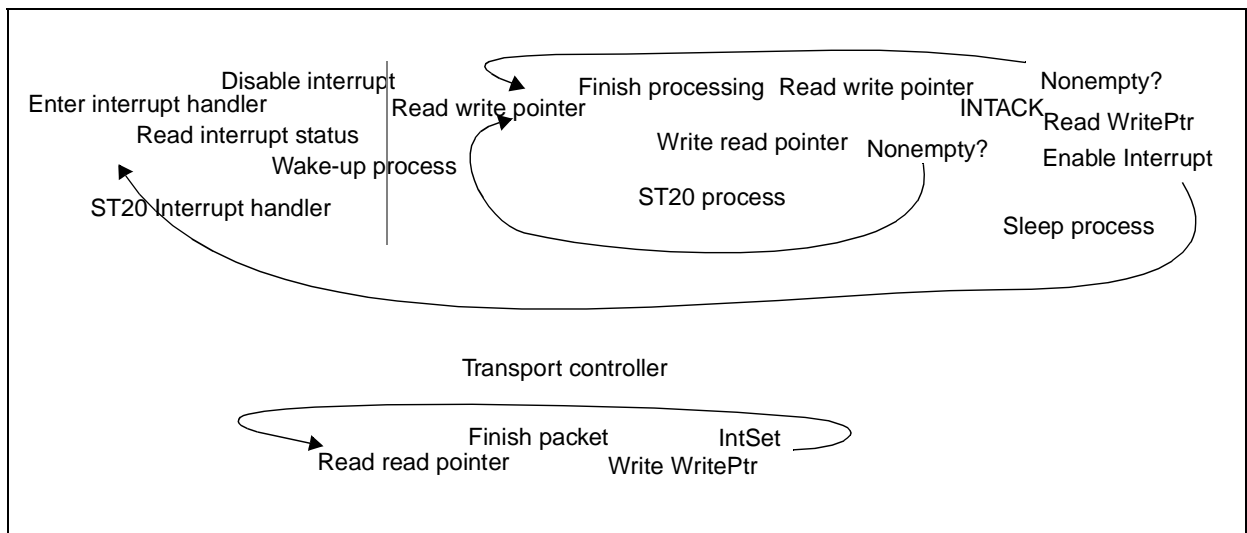 Disable interrupt
Enter interrupt handler
Read interrupt status
Wake-up process
ST20 Interrupt handler
Read write pointer
Finish processing
Write read pointer
Read write pointer
Nonempty?
ST20 process
INTACK
Nonempty?
Read WritePtr
Enable Interrupt
Sleep process
Transport controller
Read read pointer
Finish packet
Write WritePtr
IntSet